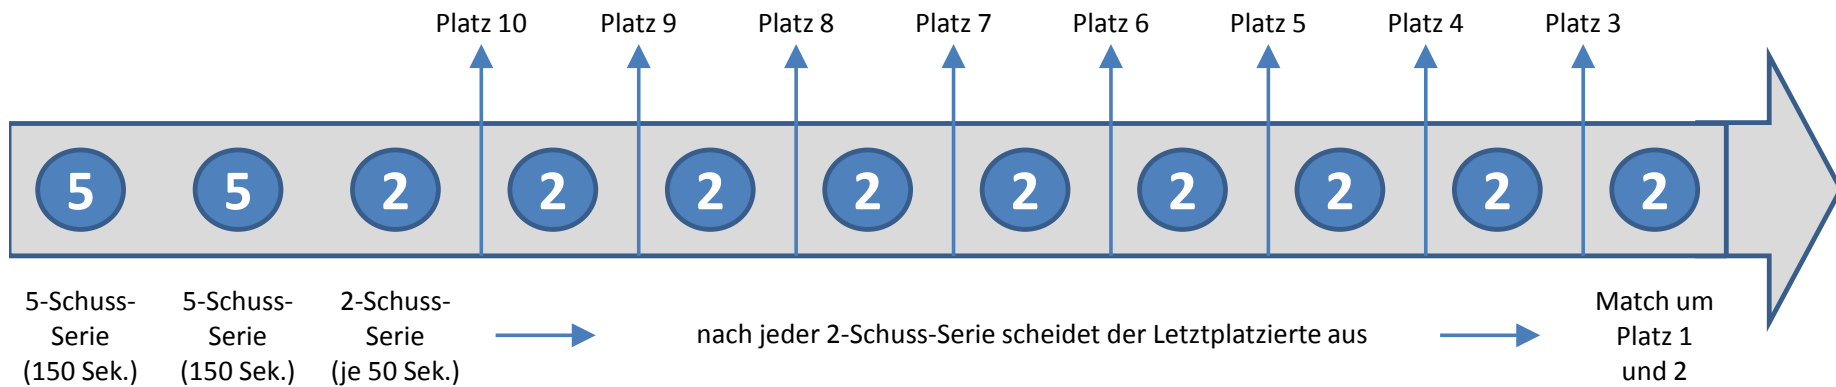 Platz 10 Platz 9 Platz 8 Platz 7 Platz 6 Platz 5 Platz 4 Platz 3
5 5 2 2 2 2 2 2 2 2 2
5-Schuss-
Serie
(150 Sek.)
5-Schuss-
Serie
(150 Sek.)
2-Schuss-
Serie
(je 50 Sek.)
nach jeder 2-Schuss-Serie scheidet der Letztplatzierte aus
Match um
Platz 1
und 2